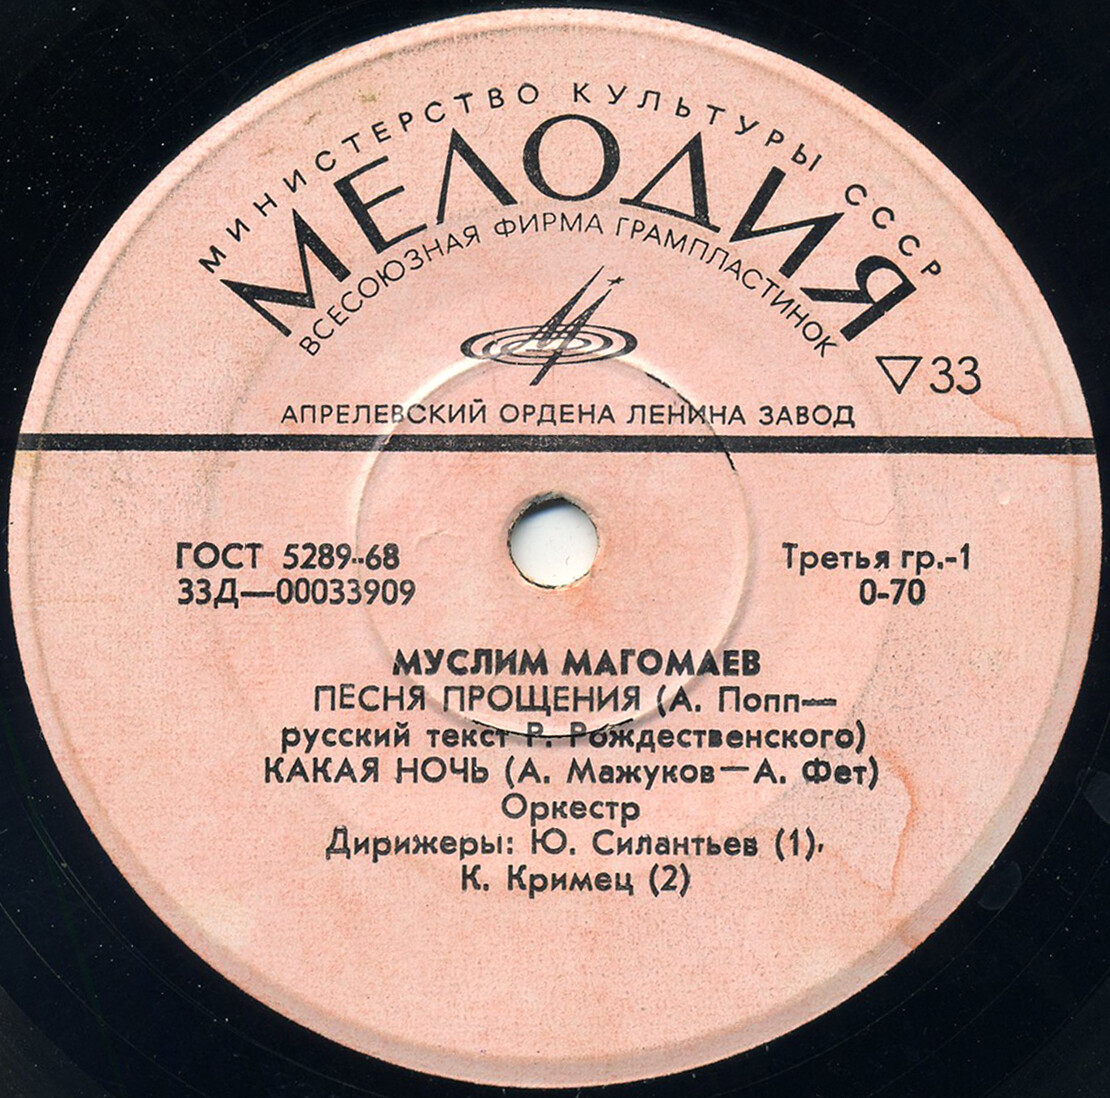 МИНИСТЕРСТВО КУЛЬТУРЫ СССР
МЕЛОДИЯ
ВСЕСОЮЗНАЯ ФИРМА ГРАМПЛАСТИНОК
▽33
АПРЕЛЕВСКИЙ ОРДЕНА ЛЕНИНА ЗАВОД
ГОСТ 5289-68
33Д—00033909
Третья гр.-1
0-70
МУСЛИМ МАГОМАЕВ
ПЕСНЯ ПРОЩЕНИЯ (А. Попп—
русский текст Р. Рождественского)
КАКАЯ НОЧЬ (А. Мажуков—А. Фет)
Оркестр
Дирижеры: Ю. Силантьев (1),
К. Кримец (2)